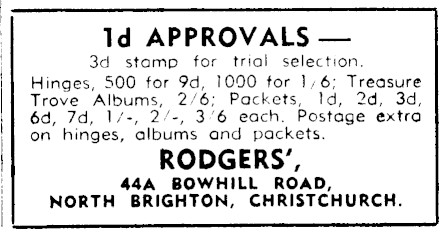 1d APPROVALS —
3d stamp for trial selection.
Hinges, 500 for 9d, 1000 for 1/6; Treasure
Trove Albums, 2/6; Packets, 1d, 2d, 3d,
6d, 7d, 1/-, 2/-, 3/6 each. Postage extra
on hinges, albums and packets.
RODGERS',
44A BOWHILL ROAD,
NORTH BRIGHTON, CHRISTCHURCH.